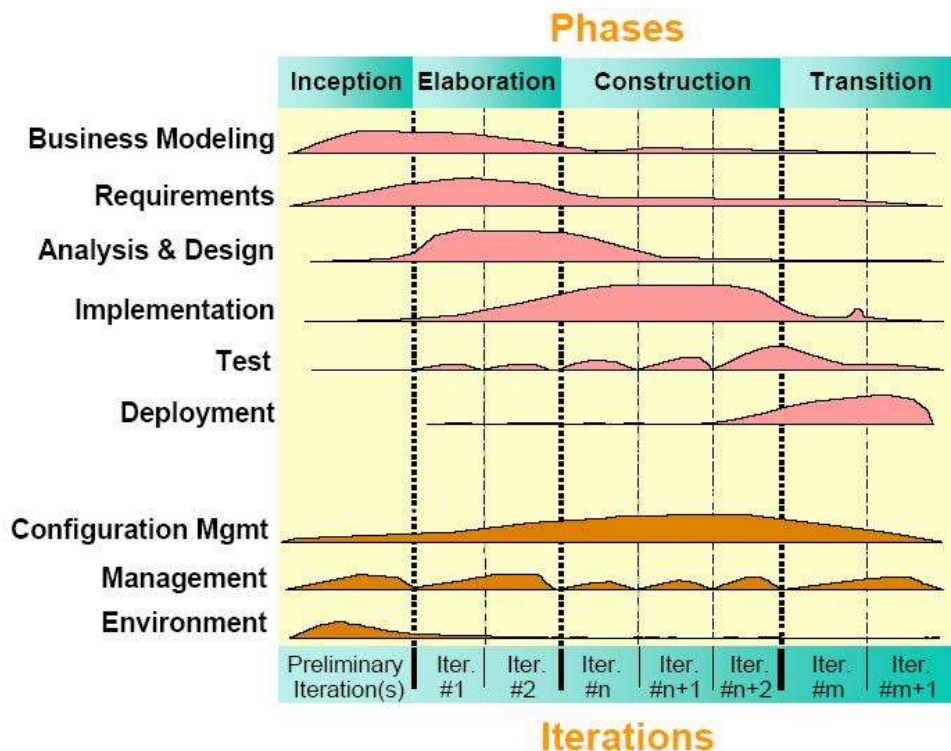 Phases
Inception Elaboration Construction Transition
Business Modeling
Requirements
Analysis & Design
Implementation
Test
Deployment
Configuration Mgmt
Management
Environment
Preliminary Iter. Iter. Iter. Iter. Iter. Iter. Iter.
Iteration(s) #1 #2 #n #n+1 #n+2 #m #m+1
Iterations